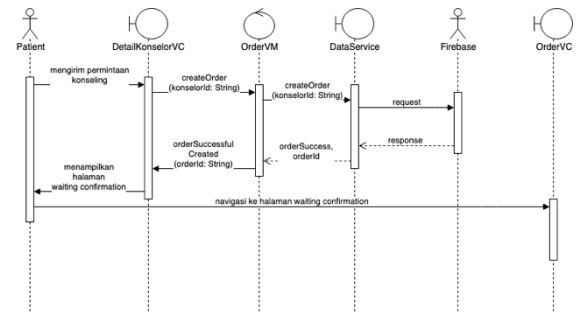 Patient
DetailKonselorVC
OrderVM
DataService
Firebase
OrderVC
mengirim permintaan
konseling
createOrder
(konselorId: String)
createOrder
(konselorId: String)
request
response
orderSuccess,
orderId
orderSuccessful
Created
(orderId: String)
menampilkan
halaman
waiting confirmation
navigasi ke halaman waiting confirmation